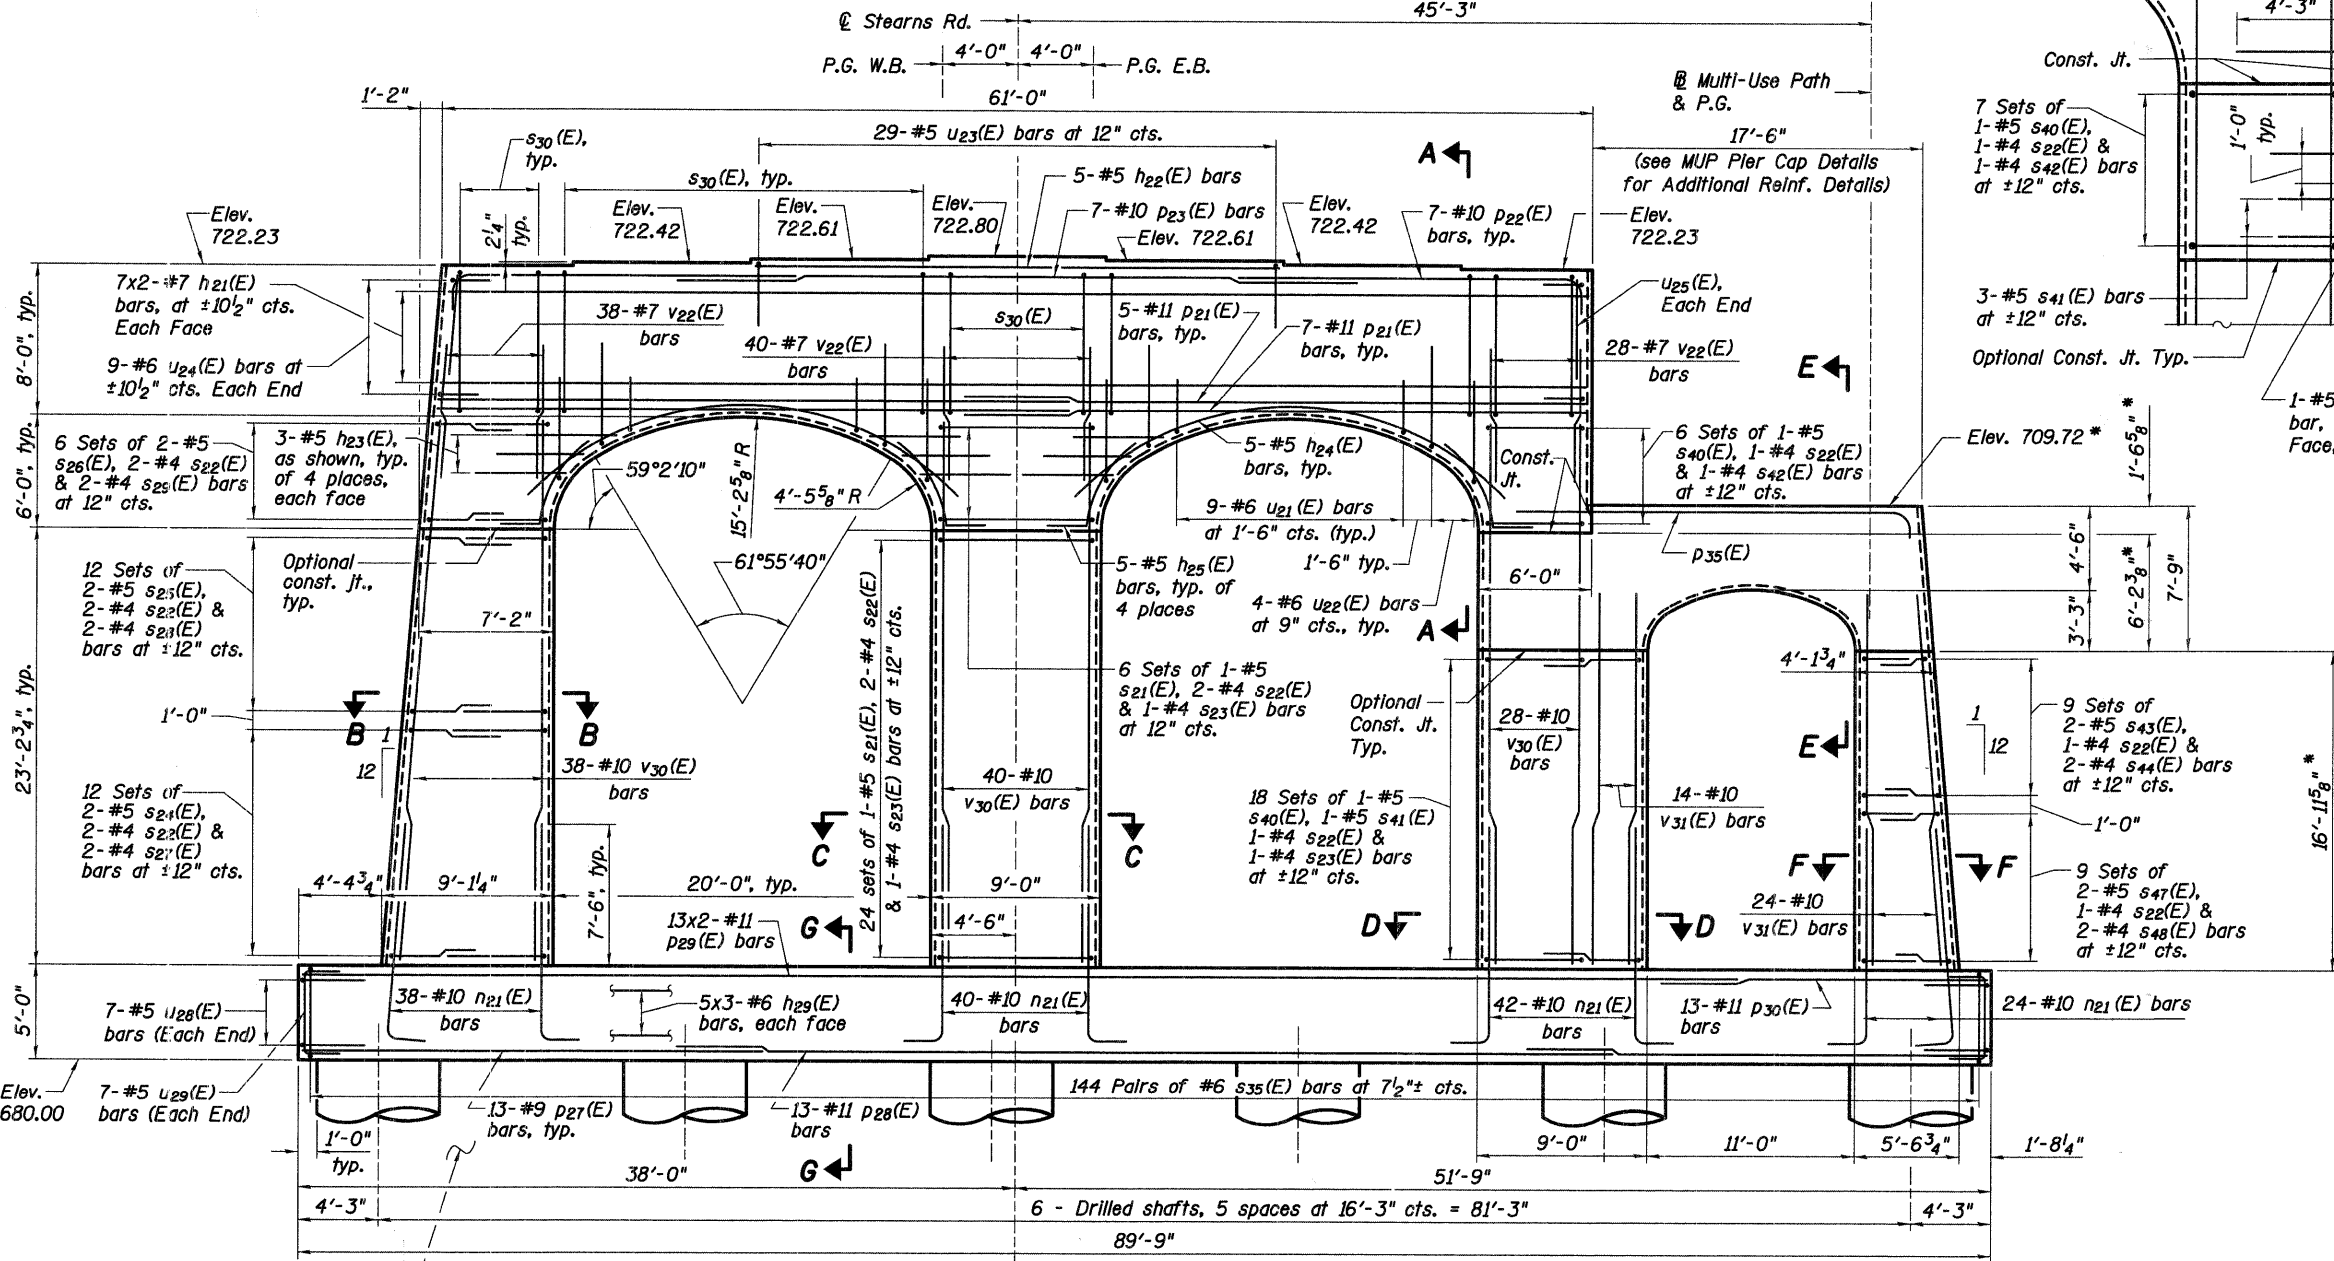 ℄ Stearns Rd.
45'-3"
4'-0"
4'-0"
P.G. W.B.
P.G. E.B.
1'-2"
61'-0"
℔ Multi-Use Path
& P.G.
29-#5 u23(E) bars at 12" cts.
17'-6"
(see MUP Pier Cap Details
for Additional Reinf. Details)
s30(E),
typ.
s30(E), typ.
5-#5 h22(E) bars
A
Elev.
722.23
2¼"
typ.
Elev.
722.42
Elev.
722.61
Elev.
722.80
7-#10 p23(E) bars
Elev. 722.61
Elev.
722.42
7-#10 p22(E)
bars, typ.
Elev.
722.23
8'-0", typ.
7x2-#7 h21(E)
bars, at ±10½" cts.
Each Face
9-#6 u24(E) bars at
±10½" cts. Each End
38-#7 v22(E)
bars
40-#7 v22(E)
bars
s30(E)
5-#11 p21(E)
bars, typ.
7-#11 p21(E)
bars, typ.
u25(E),
Each End
28-#7 v22(E)
bars
E
6'-0", typ.
6 Sets of 2-#5
s26(E), 2-#4 s22(E)
& 2-#4 s29(E) bars
at 12" cts.
3-#5 h23(E),
as shown, typ.
of 4 places,
each face
59°2'10"
15'-2⅝" R
4'-5⅝" R
61°55'40"
5-#5 h24(E)
bars, typ.
9-#6 u21(E) bars
at 1'-6" cts. (typ.)
1'-6" typ.
Const.
Jt.
6 Sets of 1-#5
s40(E), 1-#4 s22(E)
& 1-#4 s42(E) bars
at ±12" cts.
Elev. 709.72 *
1'-6⅝" *
p35(E)
4'-6"
3'-3"
6'-2⅜" *
7'-9"
23'-2¾", typ.
12 Sets of
2-#5 s25(E),
2-#4 s22(E) &
2-#4 s28(E)
bars at ±12" cts.
Optional
const. jt.,
typ.
7'-2"
5-#5 h25(E)
bars, typ. of
4 places
4-#6 u22(E) bars
at 9" cts., typ.
6'-0"
A
1'-0"
B
B
1
12
12 Sets of
2-#5 s24(E),
2-#4 s22(E) &
2-#4 s27(E)
bars at ±12" cts.
38-#10 v30(E)
bars
24 sets of 1-#5 s21(E), 2-#4 s22(E)
& 1-#4 s23(E) bars at ±12" cts.
6 Sets of 1-#5
s21(E), 2-#4 s22(E)
& 1-#4 s23(E) bars
at 12" cts.
Optional
Const. Jt.
Typ.
28-#10
v30(E)
bars
4'-1¾"
E
1
12
9 Sets of
2-#5 s43(E),
1-#4 s22(E) &
2-#4 s44(E) bars
at ±12" cts.
1'-0"
16'-11⅝" *
40-#10
v30(E) bars
C
C
18 Sets of 1-#5
s40(E), 1-#5 s41(E)
1-#4 s22(E) &
1-#4 s23(E) bars
at ±12" cts.
14-#10
v31(E) bars
F
F
9 Sets of
2-#5 s47(E),
1-#4 s22(E) &
2-#4 s48(E) bars
at ±12" cts.
4'-4¾"
9'-1¼"
7'-6", typ.
20'-0", typ.
9'-0"
4'-6"
13x2-#11
p29(E) bars
G
D
D
24-#10
v31(E) bars
5'-0"
7-#5 u28(E)
bars (Each End)
38-#10 n21(E)
bars
5x3-#6 h29(E)
bars, each face
40-#10 n21(E)
bars
42-#10 n21(E)
bars
13-#11 p30(E)
bars
24-#10 n21(E) bars
Elev.
680.00
7-#5 u29(E)
bars (Each End)
13-#9 p27(E)
bars, typ.
13-#11 p28(E)
bars
144 Pairs of #6 s35(E) bars at 7½"± cts.
1'-0"
typ.
G
9'-0"
11'-0"
5'-6¾"
1'-8¼"
38'-0"
51'-9"
4'-3"
6 - Drilled shafts, 5 spaces at 16'-3" cts. = 81'-3"
4'-3"
89'-9"
4'-3"
Const. Jt.
7 Sets of
1-#5 s40(E),
1-#4 s22(E) &
1-#4 s42(E) bars
at ±12" cts.
1'-0"
typ.
3-#5 s41(E) bars
at ±12" cts.
Optional Const. Jt. Typ.
1-#5
bar,
Face,